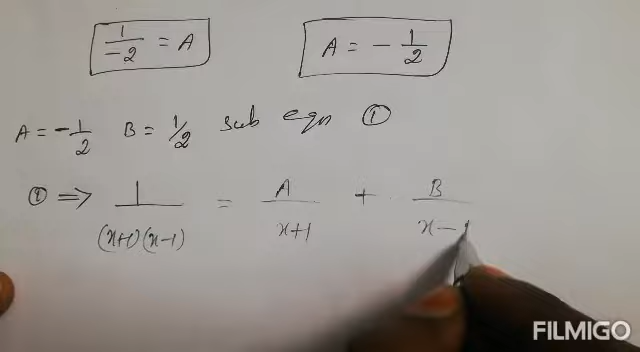 1/-2 = A A = - 1/2
A = -1/2 B = 1/2 sub eqn ①
① ⟹ 1/((x+1)(x-1)) = A/(x+1) + B/(x-1)
FILMIGO